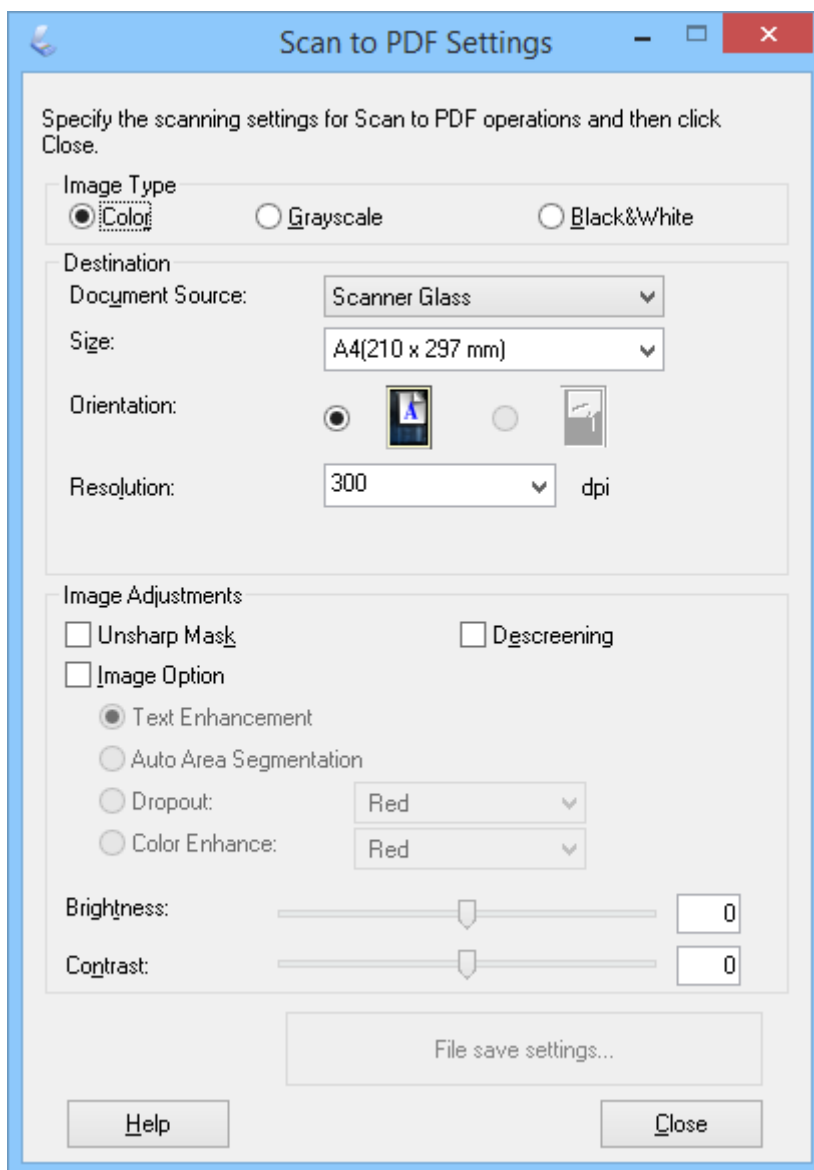 Scan to PDF Settings
Specify the scanning settings for Scan to PDF operations and then click
Close.
Image Type
Color Grayscale Black&White
Destination
Document Source: Scanner Glass
Size: A4(210 x 297 mm)
Orientation: A
Resolution: 300 dpi
Image Adjustments
Unsharp Mask Descreening
Image Option
Text Enhancement
Auto Area Segmentation
Dropout: Red
Color Enhance: Red
Brightness: 0
Contrast: 0
File save settings...
Help Close